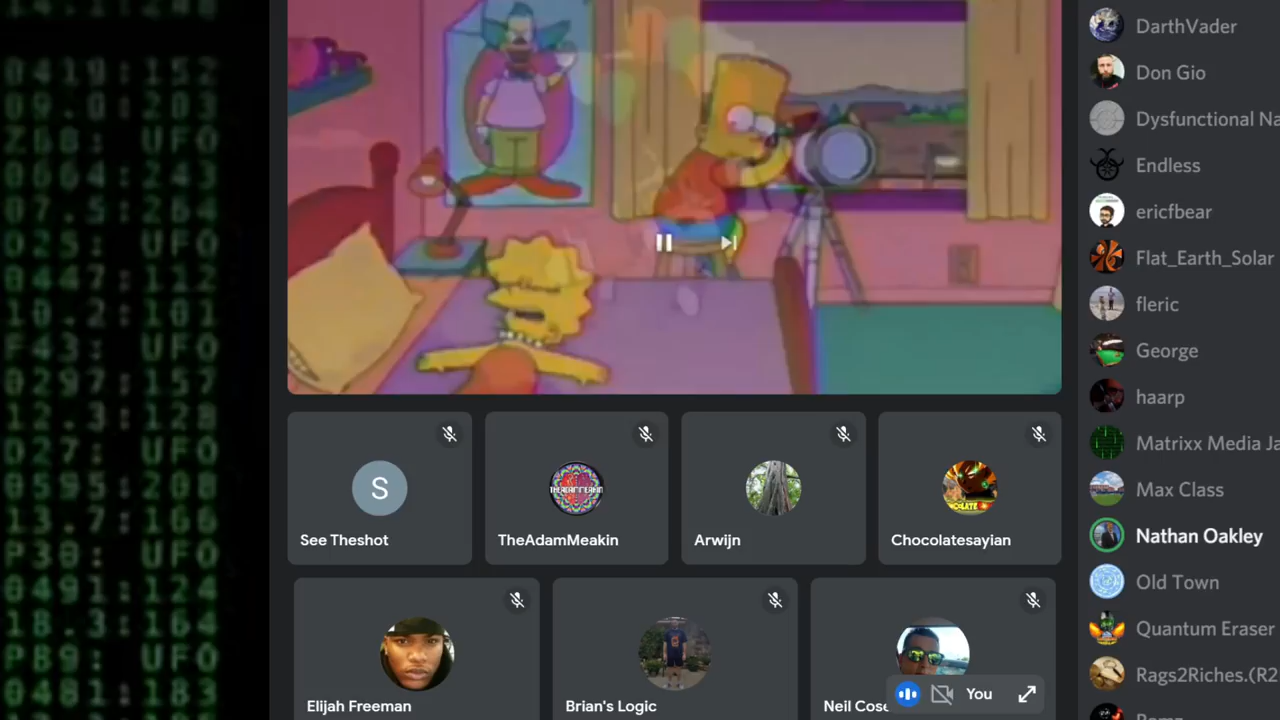 0419:152
09.0:203
Z68: UFO
0664:243
07.5:264
025: UFO
0447:112
10.2:101
F43: UFO
0297:157
12.3:128
027: UFO
0595:208
13.7:166
P38: UFO
0491:124
18.3:164
P89: UFO
0481:183
S
See Theshot
THEADAMMEAKIN
TheAdamMeakin
Arwijn
Chocolatesayian
Elijah Freeman
Brian's Logic
Neil Cose
You
DarthVader
Don Gio
Dysfunctional Na
Endless
ericfbear
Flat_Earth_Solar
fleric
George
haarp
Matrixx Media Ja
Max Class
Nathan Oakley
Old Town
Quantum Eraser
Rags2Riches.(R2